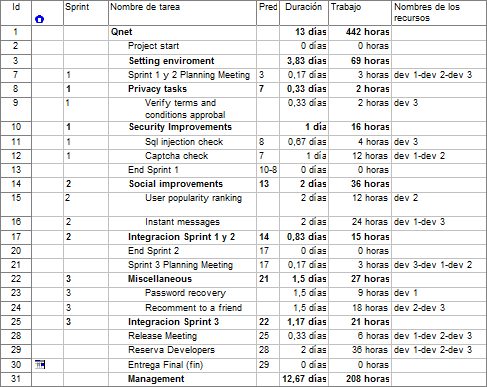 Id Sprint Nombre de tarea Pred Duración Trabajo Nombres de los
recursos
1 Qnet 13 días 442 horas
2 Project start 0 días 0 horas
3 Setting enviroment 3,83 días 69 horas
7 1 Sprint 1 y 2 Planning Meeting 3 0,17 días 3 horas dev 1-dev 2-dev 3
8 1 Privacy tasks 7 0,33 días 2 horas
9 1 Verify terms and 0,33 días 2 horas dev 3
conditions approbal
10 1 Security Improvements 1 día 16 horas
11 1 Sql injection check 8 0,67 días 4 horas dev 3
12 1 Captcha check 7 1 día 12 horas dev 1-dev 2
13 End Sprint 1 10-8 0 días 0 horas
14 2 Social improvements 13 2 días 36 horas
15 2 User popularity ranking 2 días 12 horas dev 2
16 2 Instant messages 2 días 24 horas dev 1-dev 3
17 2 Integracion Sprint 1 y 2 14 0,83 días 15 horas
20 End Sprint 2 17 0 días 0 horas
21 Sprint 3 Planning Meeting 17 0,17 días 3 horas dev 3-dev 1-dev 2
22 3 Miscellaneous 21 1,5 días 27 horas
23 3 Password recovery 1,5 días 9 horas dev 1
24 3 Recomment to a friend 1,5 días 18 horas dev 2-dev 3
25 3 Integracion Sprint 3 22 1,17 días 21 horas
28 Release Meeting 25 0,33 días 6 horas dev 1-dev 2-dev 3
29 Reserva Developers 28 2 días 36 horas dev 1-dev 2-dev 3
30 Entrega Final (fin) 29 0 días 0 horas
31 Management 12,67 días 208 horas